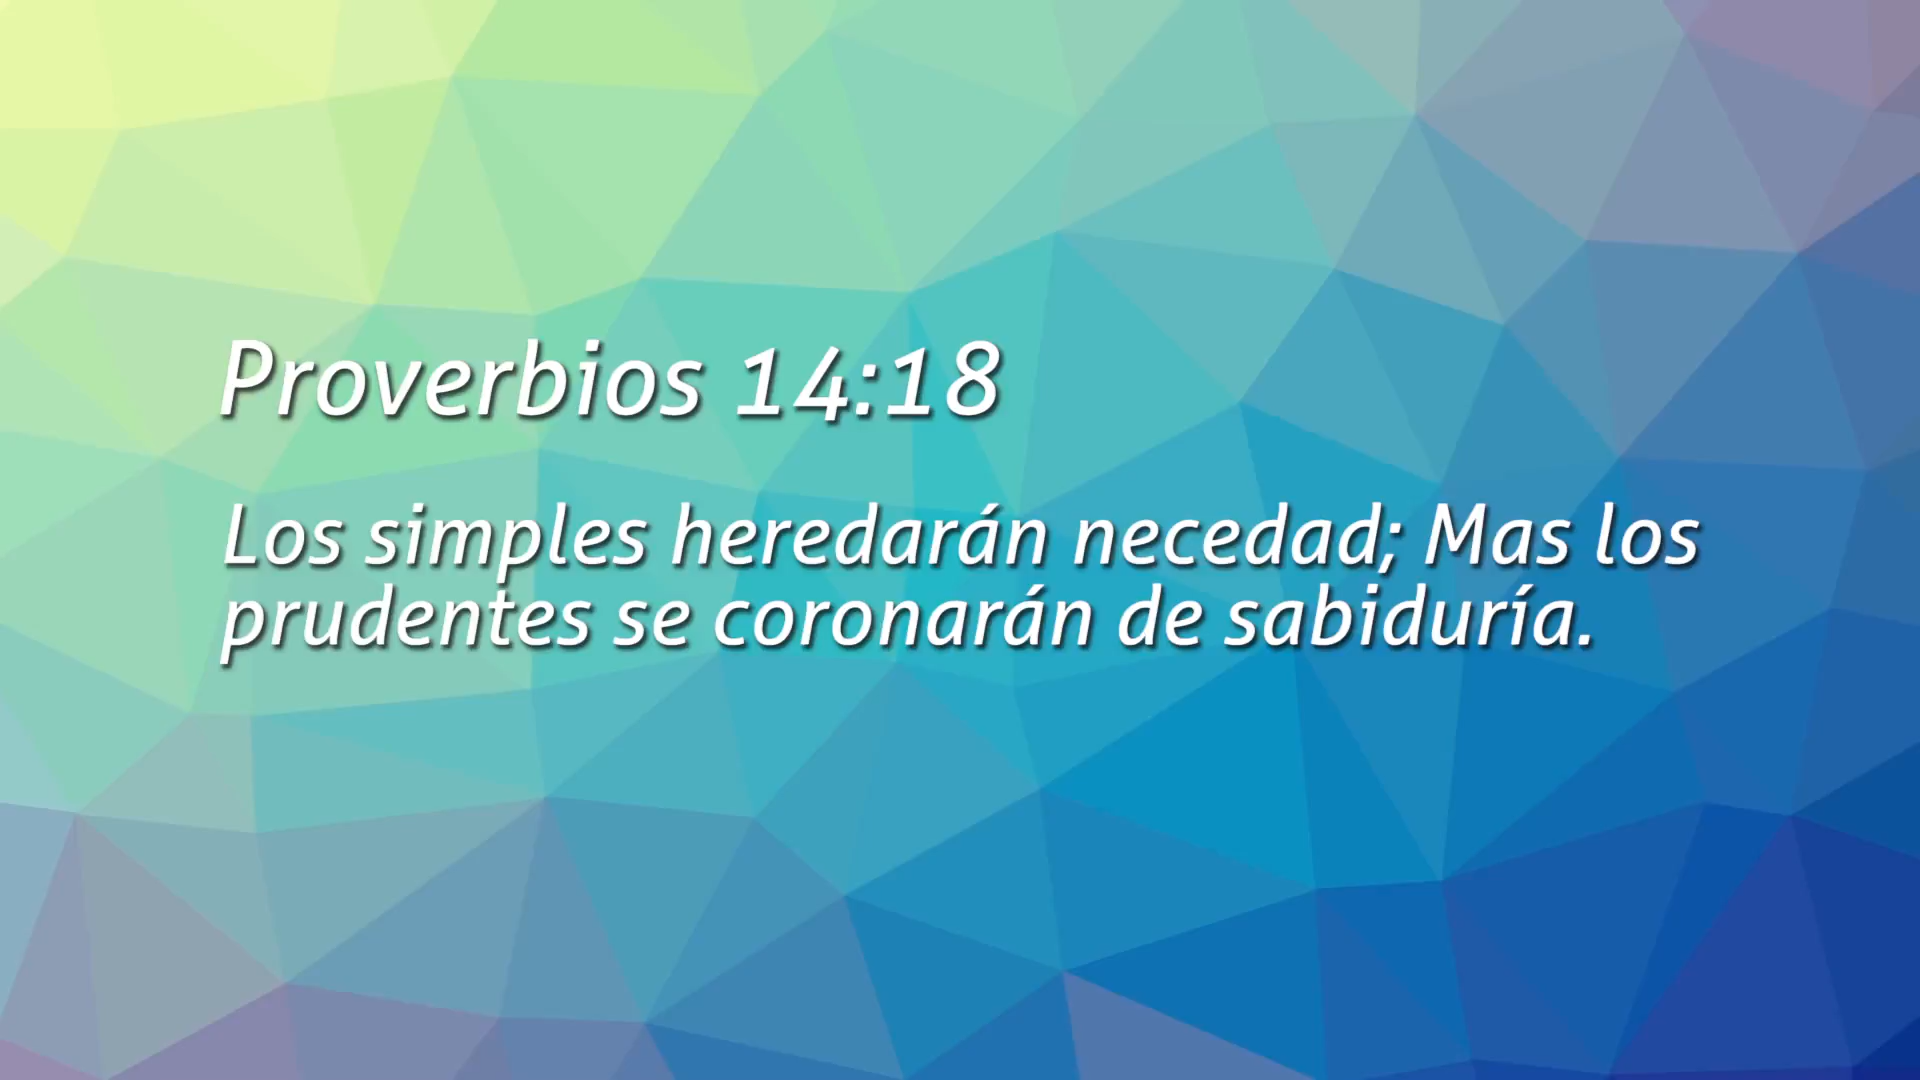 Proverbios 14:18
Los simples heredarán necedad; Mas los
prudentes se coronarán de sabiduría.